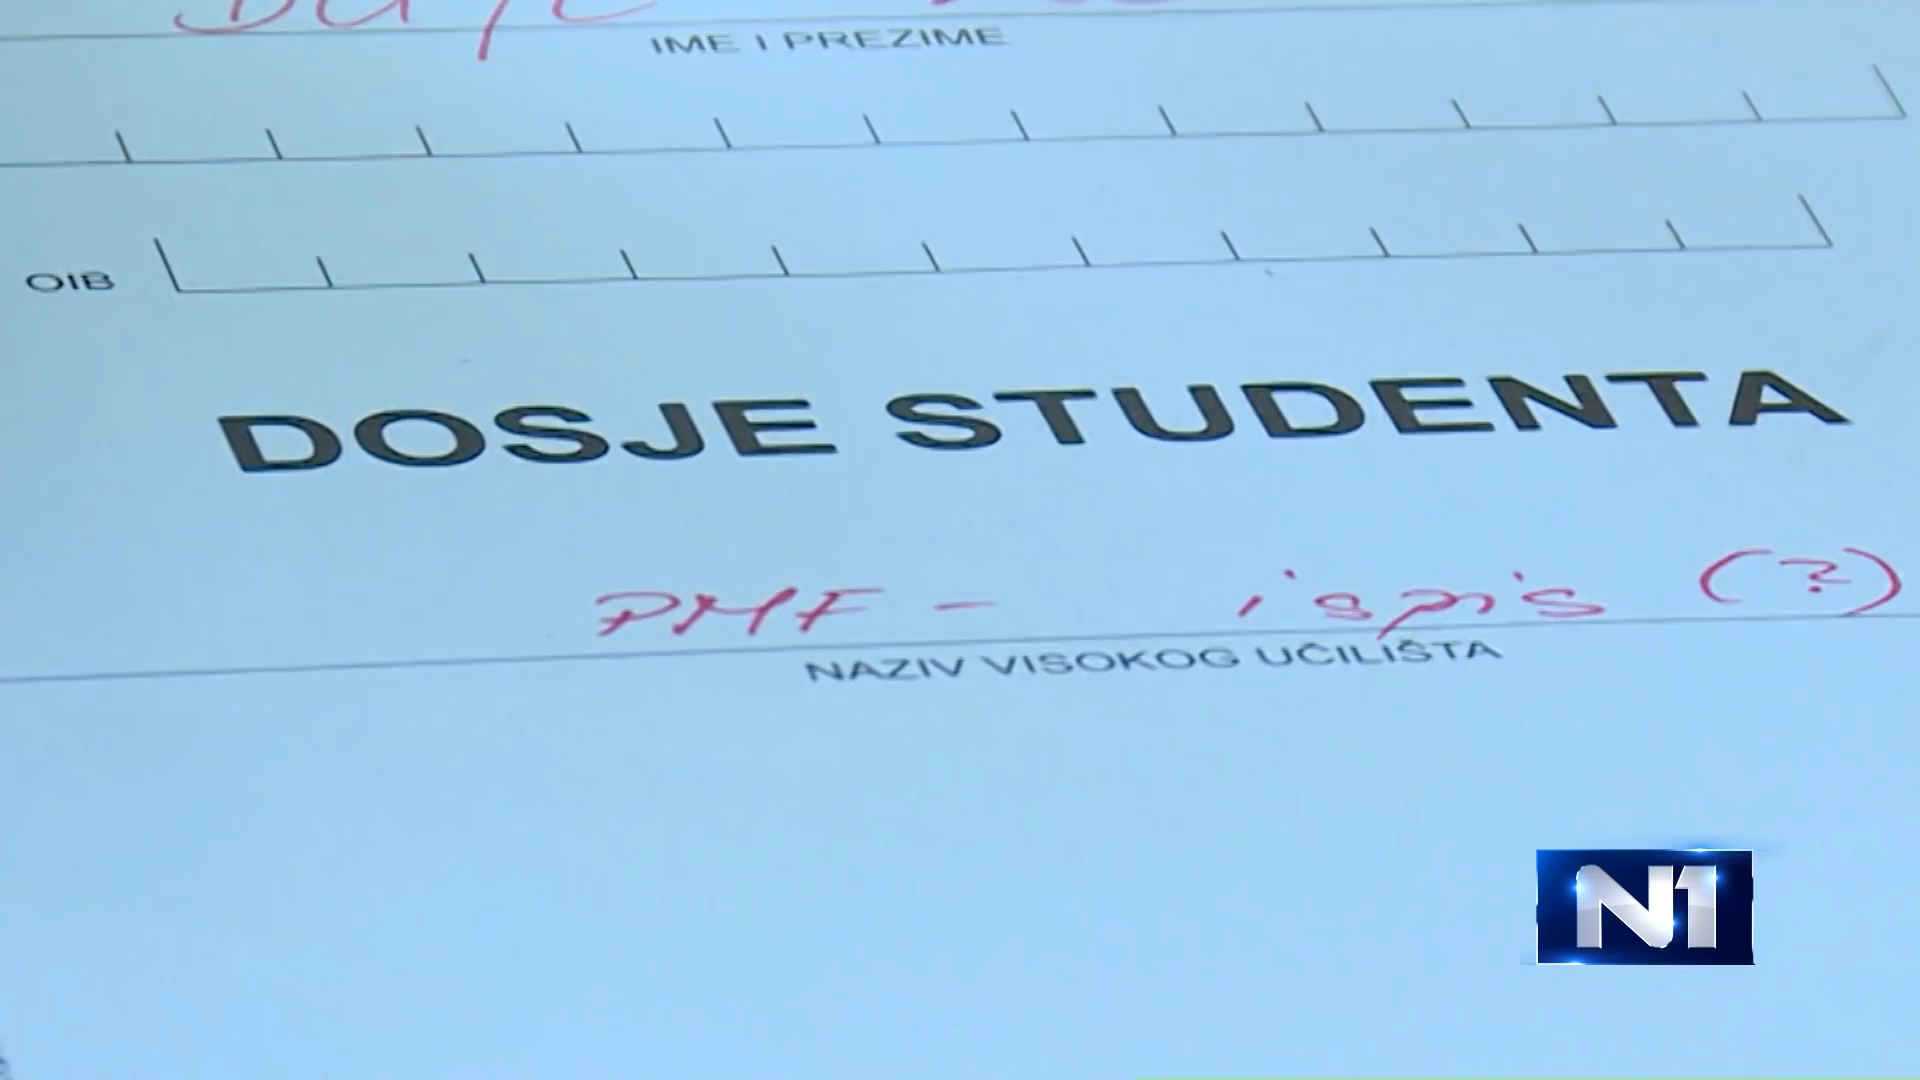 IME I PREZIME
OIB
DOSJE STUDENTA
PMF - ispis (?)
NAZIV VISOKOG UČILIŠTA
N1